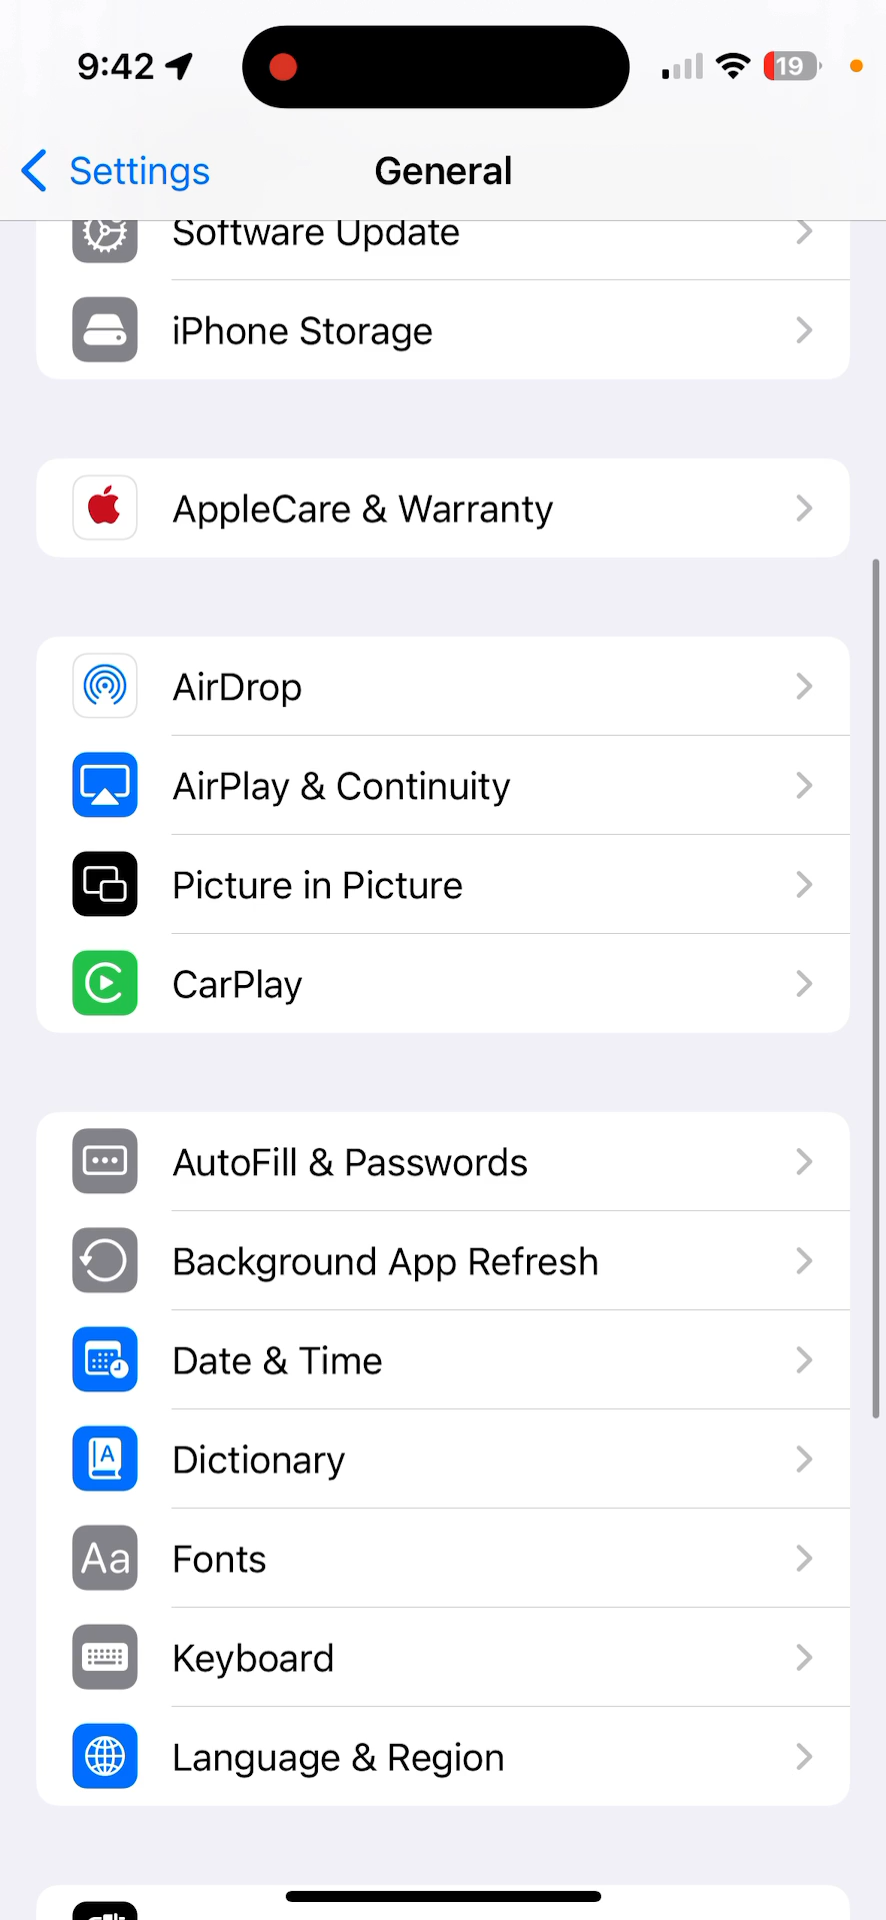 9:42
19
Settings
General
Software Update
iPhone Storage
AppleCare & Warranty
AirDrop
AirPlay & Continuity
Picture in Picture
CarPlay
AutoFill & Passwords
Background App Refresh
Date & Time
A
Dictionary
Aa
Fonts
Keyboard
Language & Region